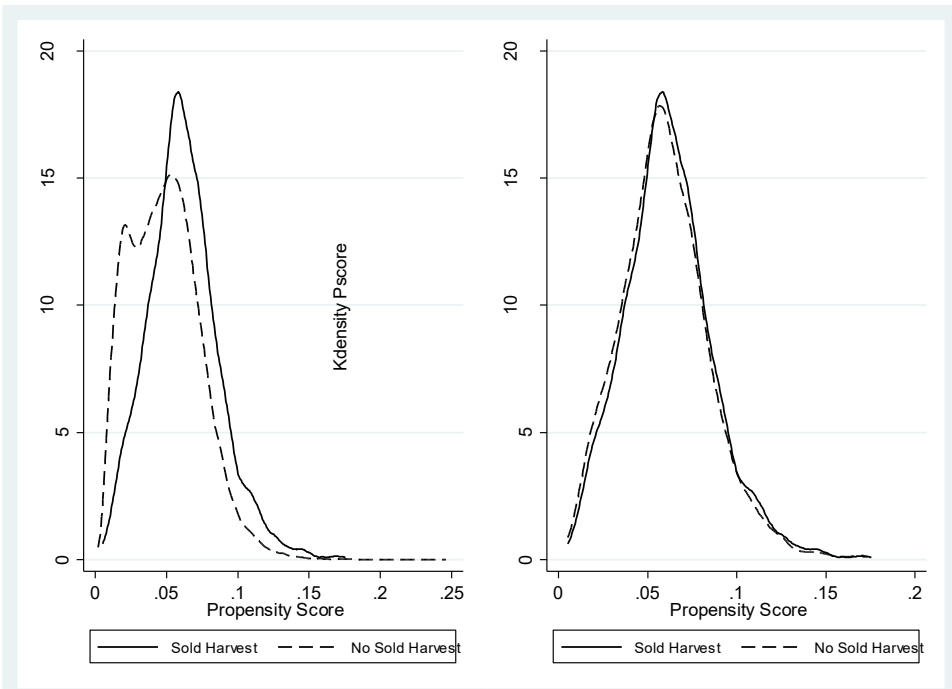 20
15
10
5
0
Kdensity Pscore
0 .05 .1 .15 .2 .25
Propensity Score
Sold Harvest No Sold Harvest
20
15
10
5
0
0 .05 .1 .15 .2
Propensity Score
Sold Harvest No Sold Harvest